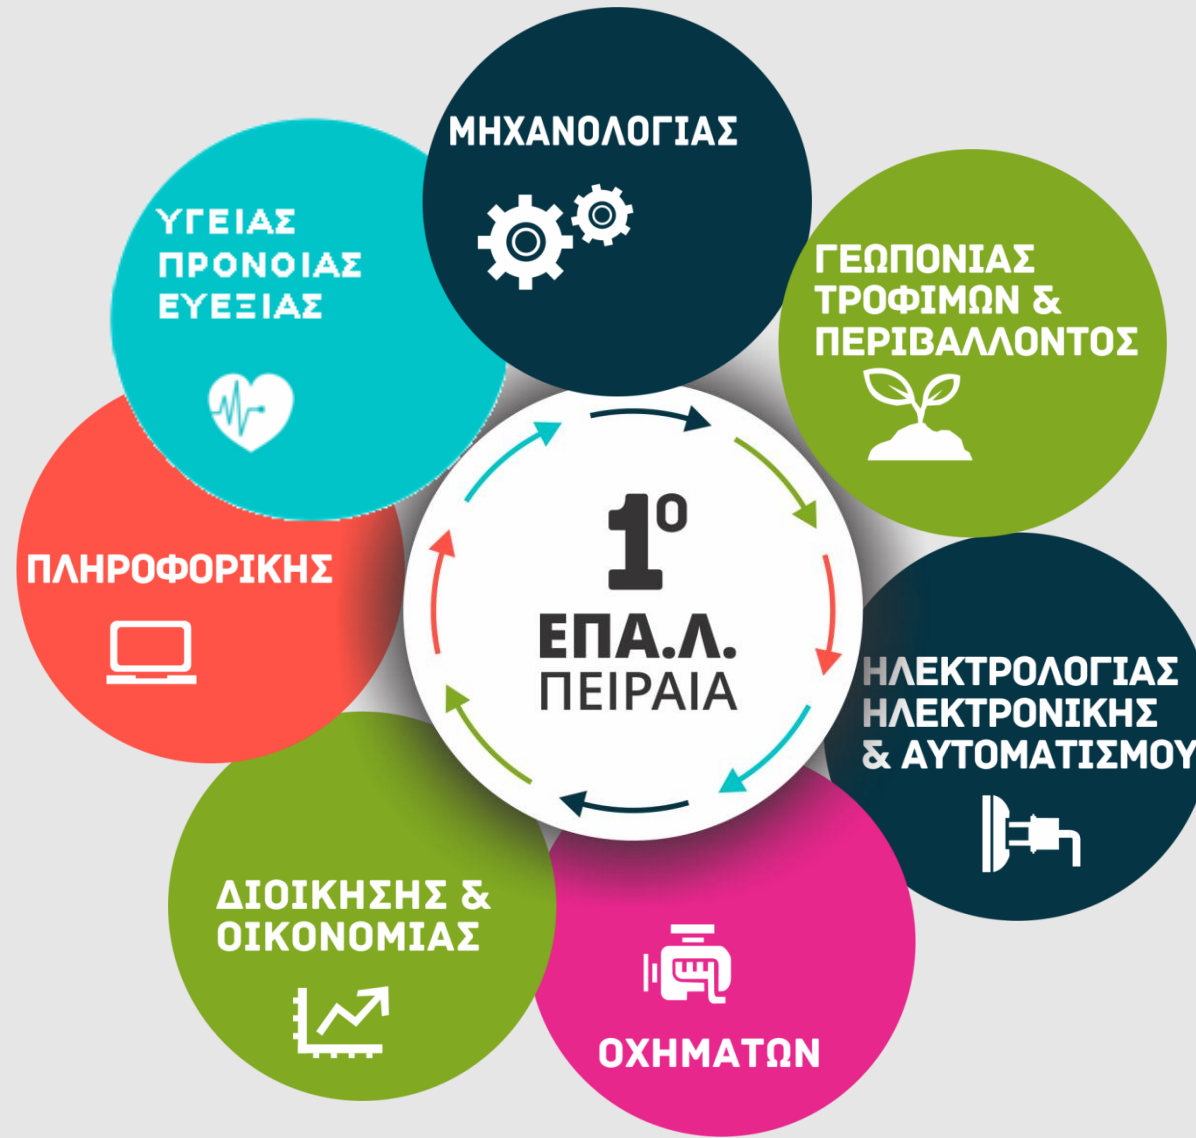 ΜΗΧΑΝΟΛΟΓΙΑΣ
ΓΕΩΠΟΝΙΑΣ
ΤΡΟΦΙΜΩΝ &
ΠΕΡΙΒΑΛΛΟΝΤΟΣ
ΗΛΕΚΤΡΟΛΟΓΙΑΣ
ΗΛΕΚΤΡΟΝΙΚΗΣ
& ΑΥΤΟΜΑΤΙΣΜΟΥ
ΟΧΗΜΑΤΩΝ
ΔΙΟΙΚΗΣΗΣ &
ΟΙΚΟΝΟΜΙΑΣ
ΠΛΗΡΟΦΟΡΙΚΗΣ
ΥΓΕΙΑΣ
ΠΡΟΝΟΙΑΣ
ΕΥΕΞΙΑΣ
1ο
ΕΠΑ.Λ.
ΠΕΙΡΑΙΑ